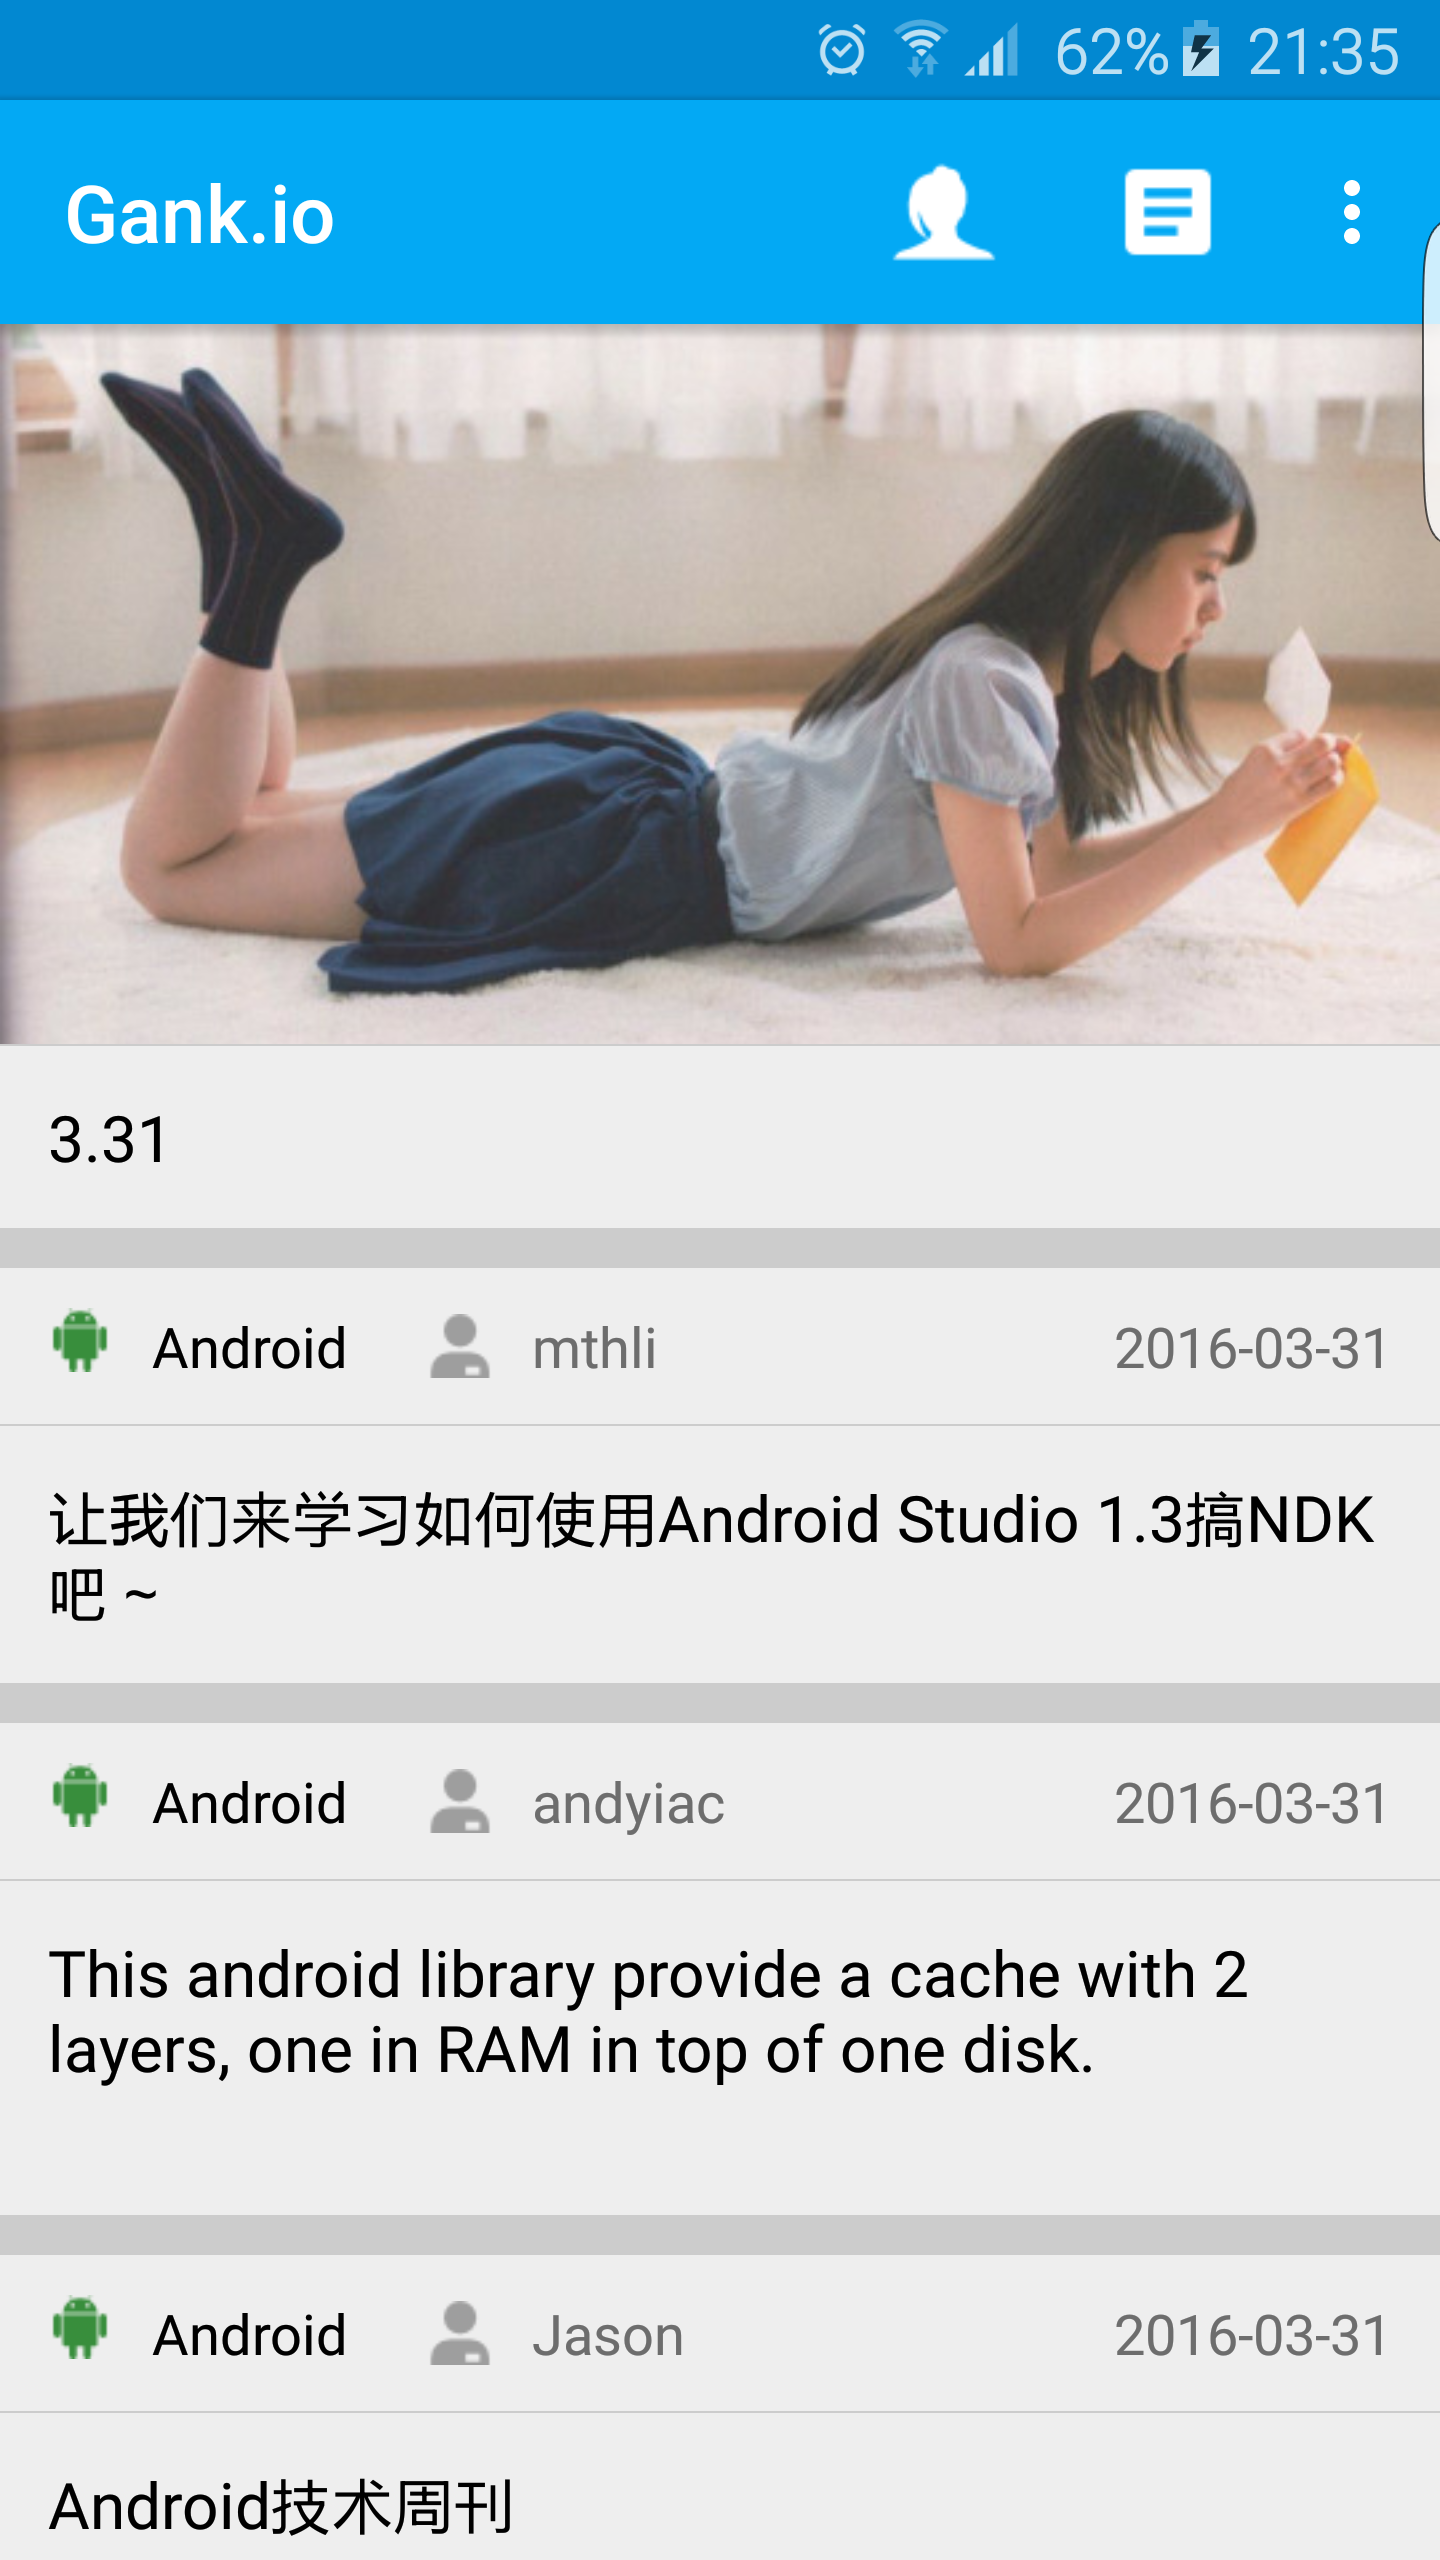 62% 21:35
Gank.io
3.31
Android mthli 2016-03-31
让我们来学习如何使用Android Studio 1.3搞NDK
吧 ~
Android andyiac 2016-03-31
This android library provide a cache with 2
layers, one in RAM in top of one disk.
Android Jason 2016-03-31
Android技术周刊